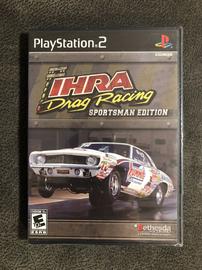 PlayStation®2
IHRA
Drag Racing
SPORTSMAN EDITION
E
Bethesda